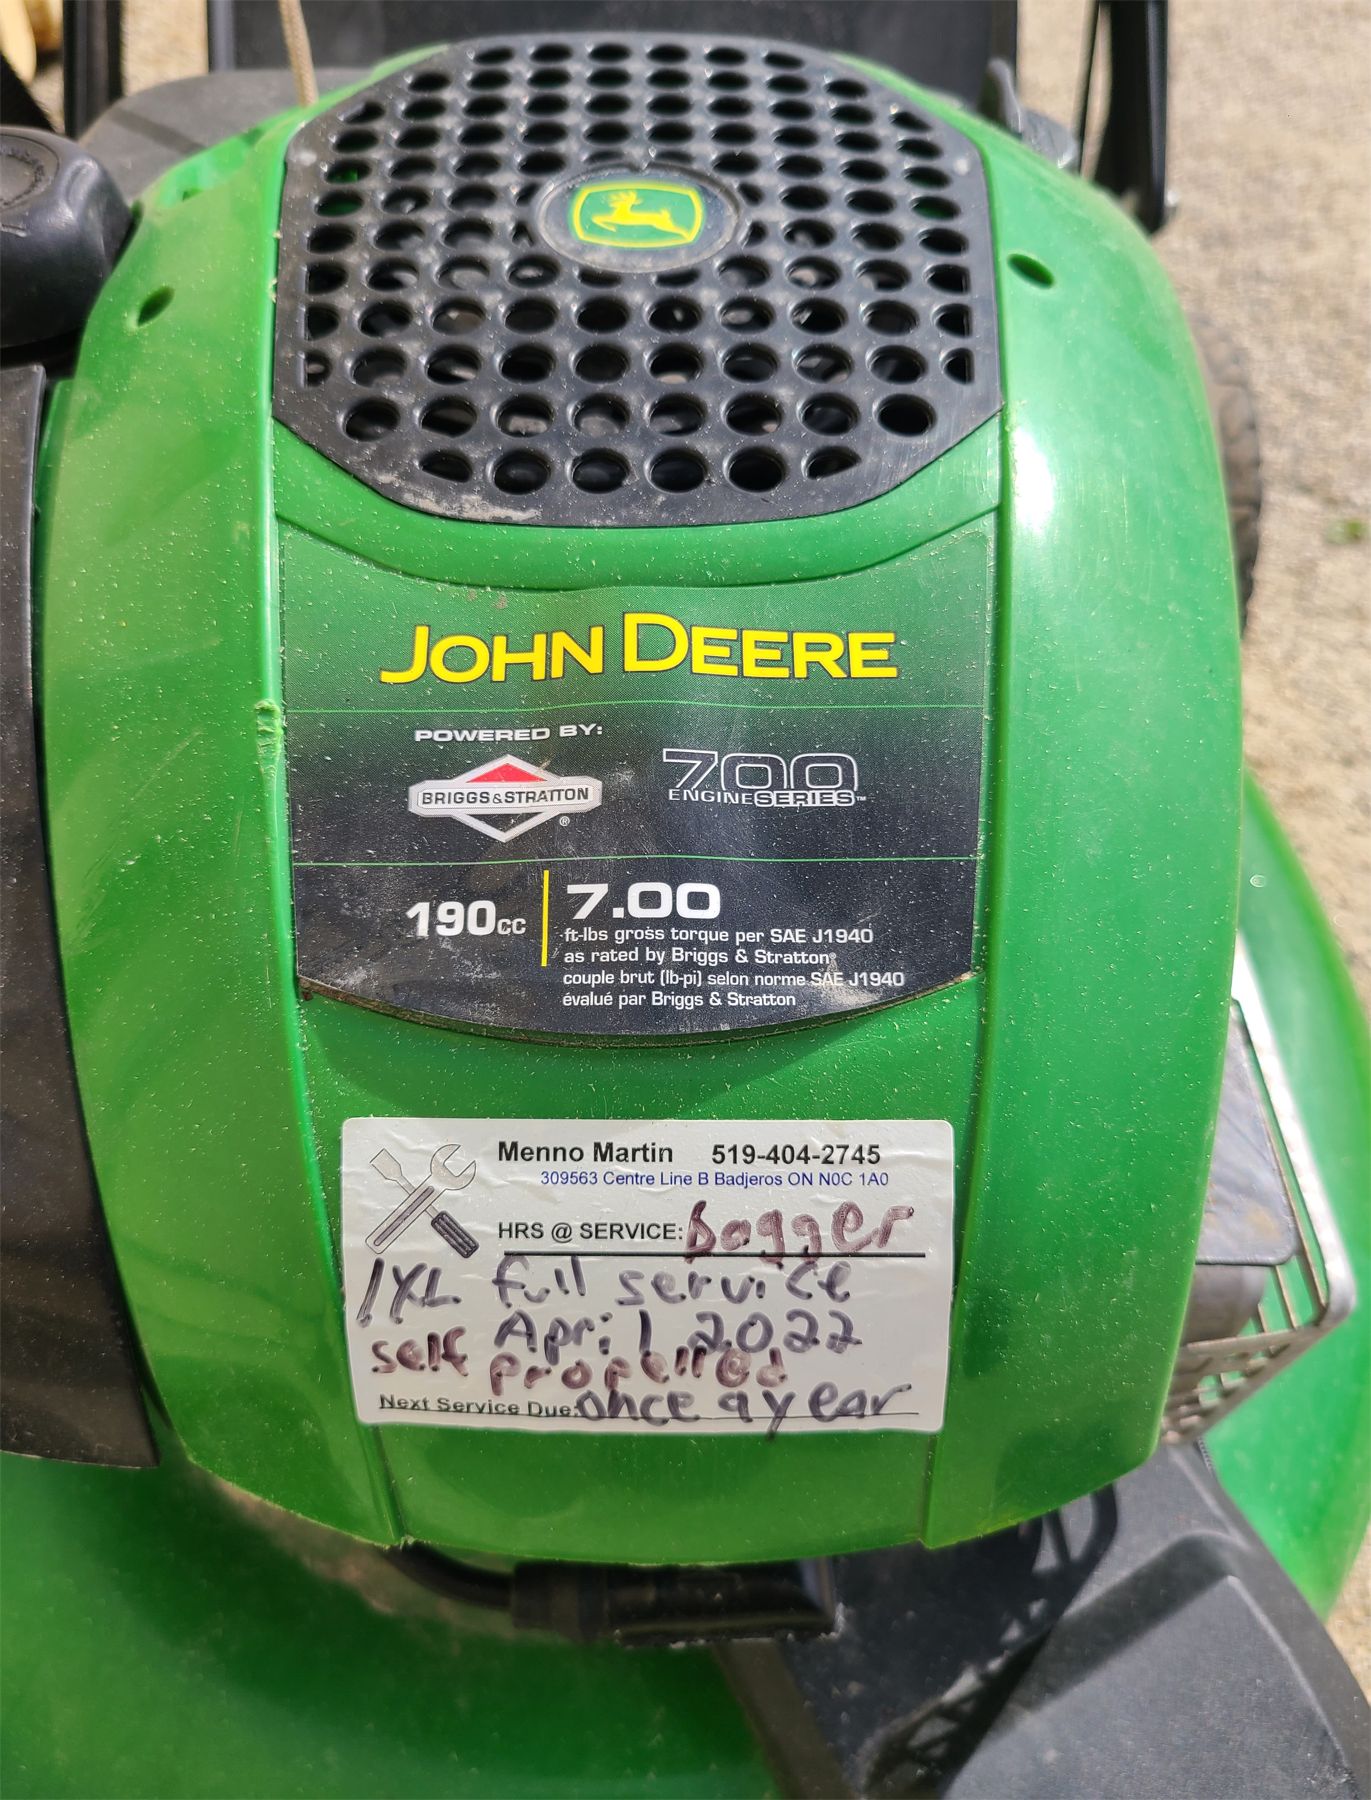 JOHN DEERE
POWERED BY:
BRIGGS & STRATTON ®
700
ENGINE SERIES™
190cc
7.00
ft-lbs gross torque per SAE J1940
as rated by Briggs & Stratton®
couple brut (lb-pi) selon norme SAE J1940
évalué par Briggs & Stratton
Menno Martin 519-404-2745
309563 Centre Line B Badjeros ON N0C 1A0
HRS @ SERVICE: Bagger
1XL Full service
April 2022
self propelled
Next Service Due: once a year